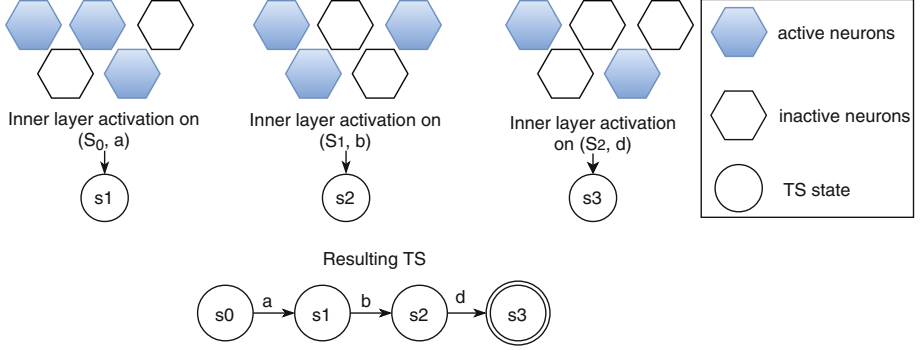 active neurons
inactive neurons
TS state
Inner layer activation on
(S0, a)
s1
Inner layer activation on
(S1, b)
s2
Inner layer activation
on (S2, d)
s3
Resulting TS
s0 a s1 b s2 d s3